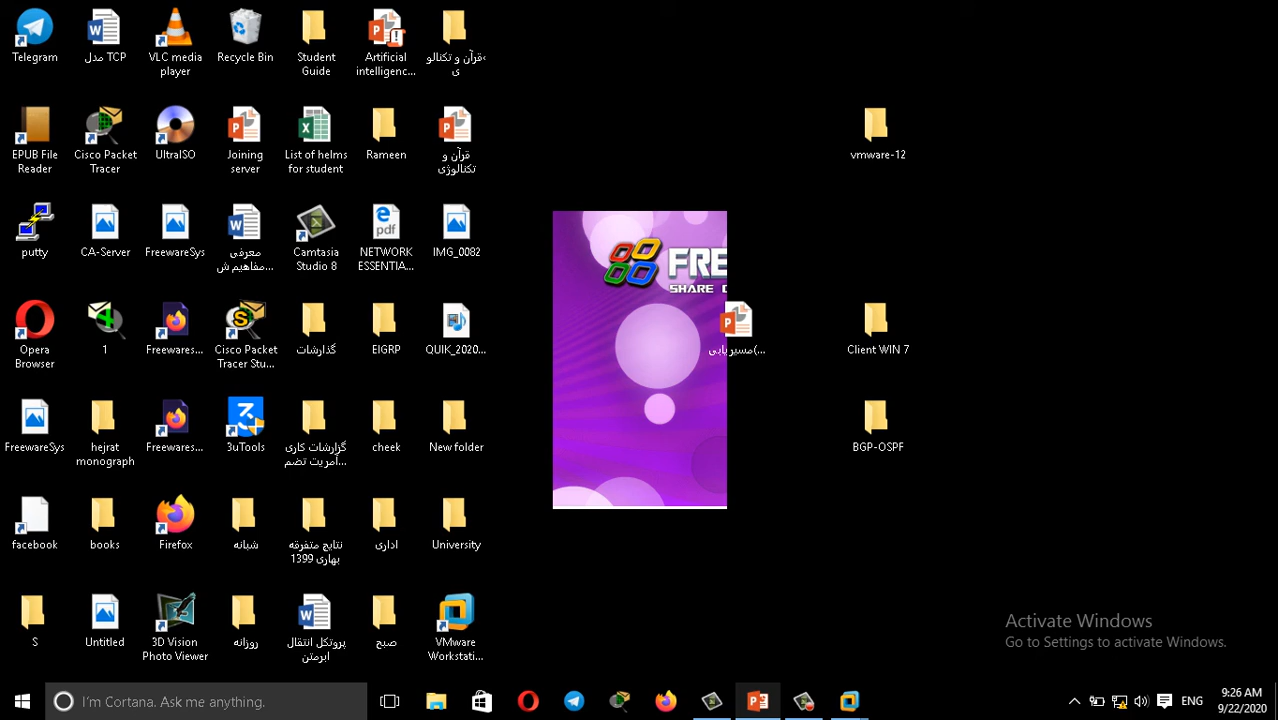 Telegram
TCP مدل
VLC media
player
Recycle Bin
Student
Guide
Artificial
intelligenc...
EPUB File
Reader
Cisco Packet
Tracer
UltraISO
Joining
server
List of helms
for student
Rameen
قرآن و
تکنالوژی
vmware-12
putty
CA-Server
FreewareSys
معرفی
مفاهیم ش...
Camtasia
Studio 8
NETWORK
ESSENTIA...
IMG_0082
FRE
SHARE
Opera
Browser
1
Freewares...
Cisco Packet
Tracer Stu...
گذارشات
EIGRP
QUIK_2020...
مسیریابی(...
Client WIN 7
FreewareSys
hejrat
monograph
Freewares...
3uTools
گزارشات کاری
cheek
New folder
BGP-OSPF
facebook
books
Firefox
شبانه
نتایج متفرقه
بهاری 1399
اداری
University
S
Untitled
3D Vision
Photo Viewer
روزانه
پروتکل انتقال
ابرمتن
صبح
VMware
Workstati...
Activate Windows
Go to Settings to activate Windows.
I'm Cortana. Ask me anything.
ENG
9:26 AM
9/22/2020